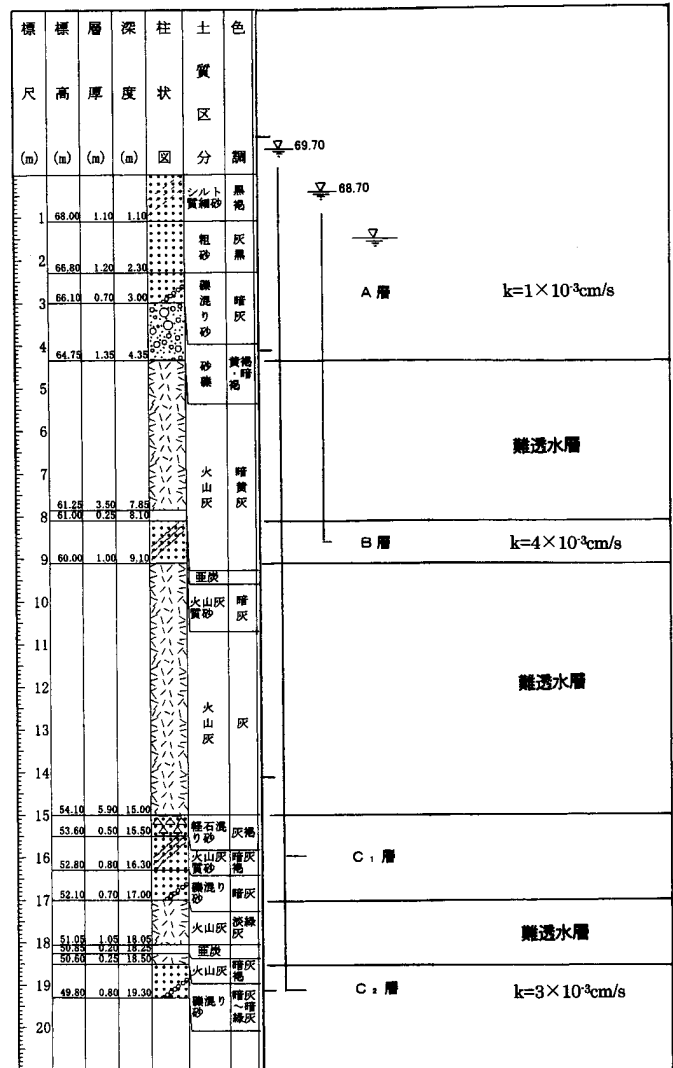 標尺(m) 標高(m) 層厚(m) 深度(m) 柱状図 土質区分 色調
69.70
68.70
シルト質細砂 黒褐
1 68.00 1.10 1.10
粗砂 灰黒
2 66.80 1.20 2.30
礫混り砂 暗灰
A層 k=1×10⁻³cm/s
3 66.10 0.70 3.00
4 64.75 1.35 4.35
砂礫 黄褐・暗褐
5
難透水層
6
火山灰 暗黄灰
7
61.25 3.50 7.85
8 61.00 0.25 8.10
B層 k=4×10⁻³cm/s
9 60.00 1.00 9.10
亜炭
10
火山灰質砂 暗灰
11
12
難透水層
火山灰 灰
13
14
15 54.10 5.90 15.00
53.60 0.50 15.50
軽石混り砂 灰褐
16 52.80 0.80 16.30
火山灰質砂 暗灰褐
C₁層
礫混り砂 暗灰
17 52.10 0.70 17.00
火山灰 淡緑灰
難透水層
18 51.05 1.05 18.05
50.85 0.20 18.25
亜炭
50.60 0.25 18.50
火山灰 暗灰褐
19 49.80 0.80 19.30
礫混り砂 暗灰~暗緑灰
C₂層 k=3×10⁻³cm/s
20